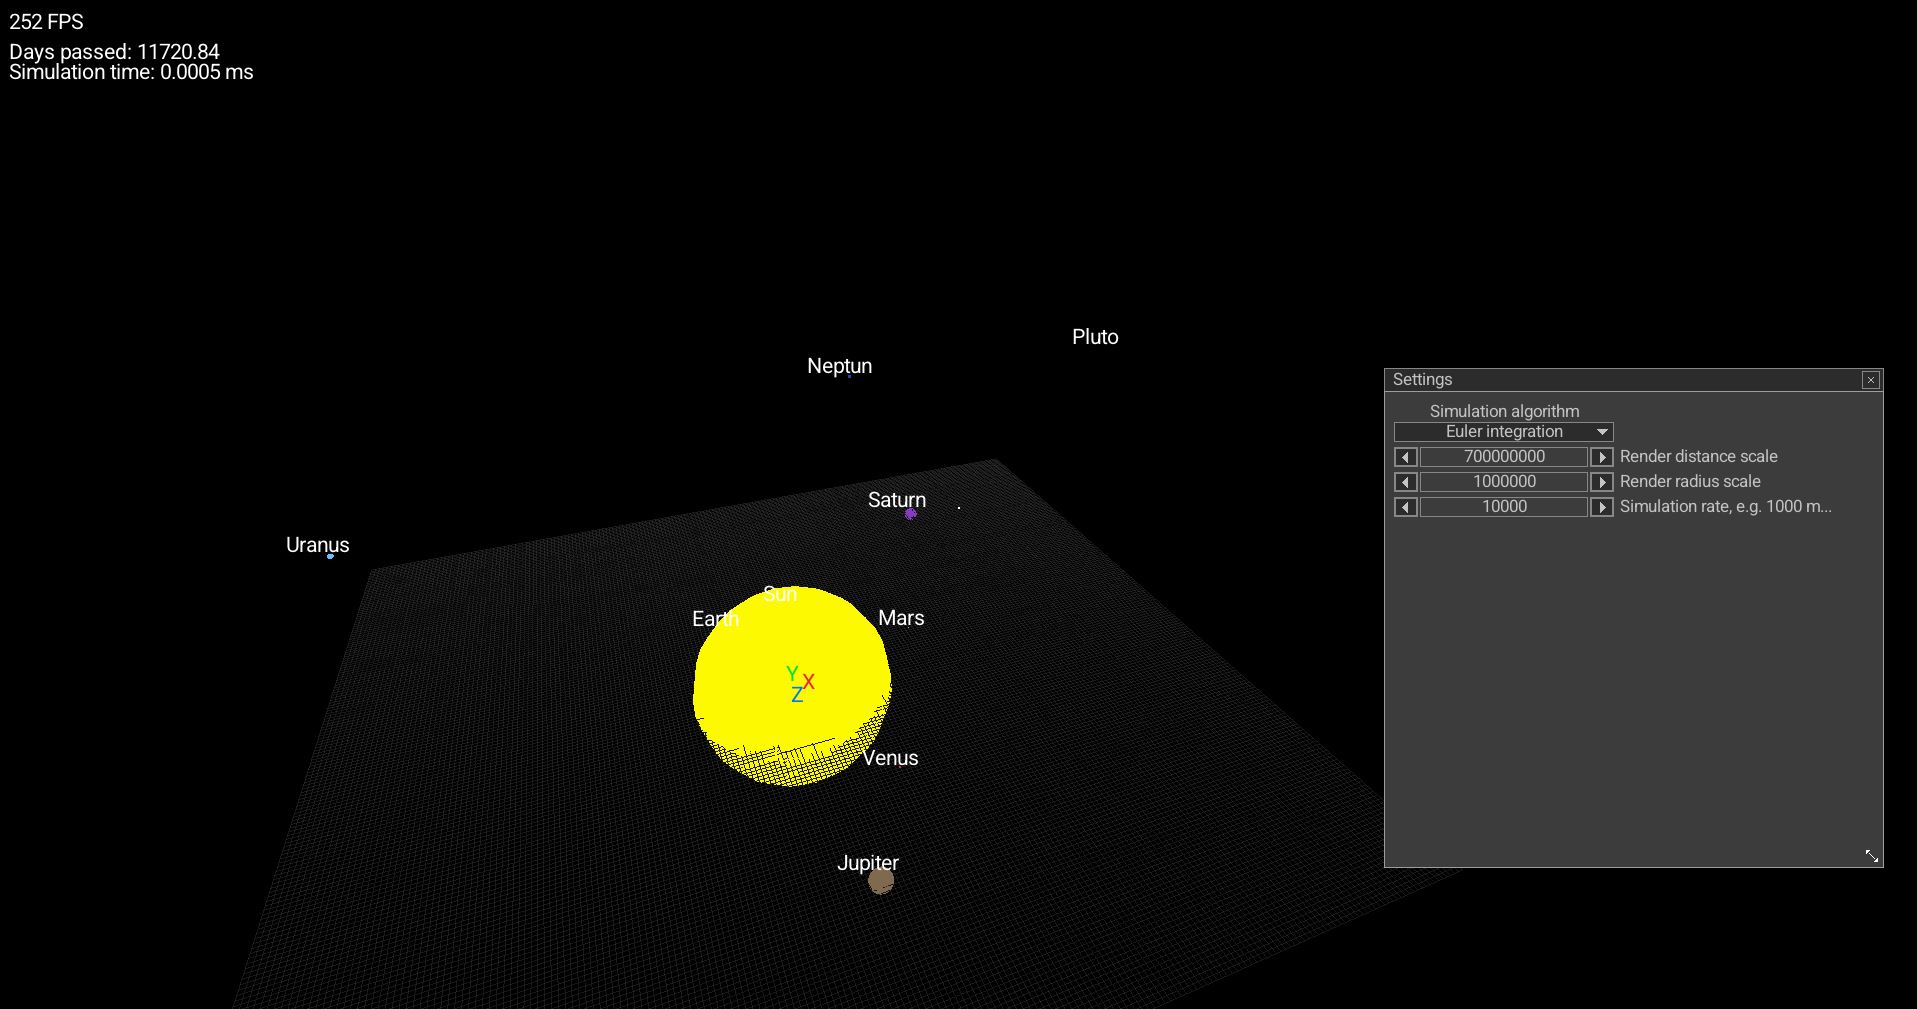 252 FPS
Days passed: 11720.84
Simulation time: 0.0005 ms
Pluto
Neptun
Saturn
Uranus
Sun
Earth
Mars
Y
X
Z
Venus
Jupiter
Settings
Simulation algorithm
Euler integration
700000000 Render distance scale
1000000 Render radius scale
10000 Simulation rate, e.g. 1000 m...